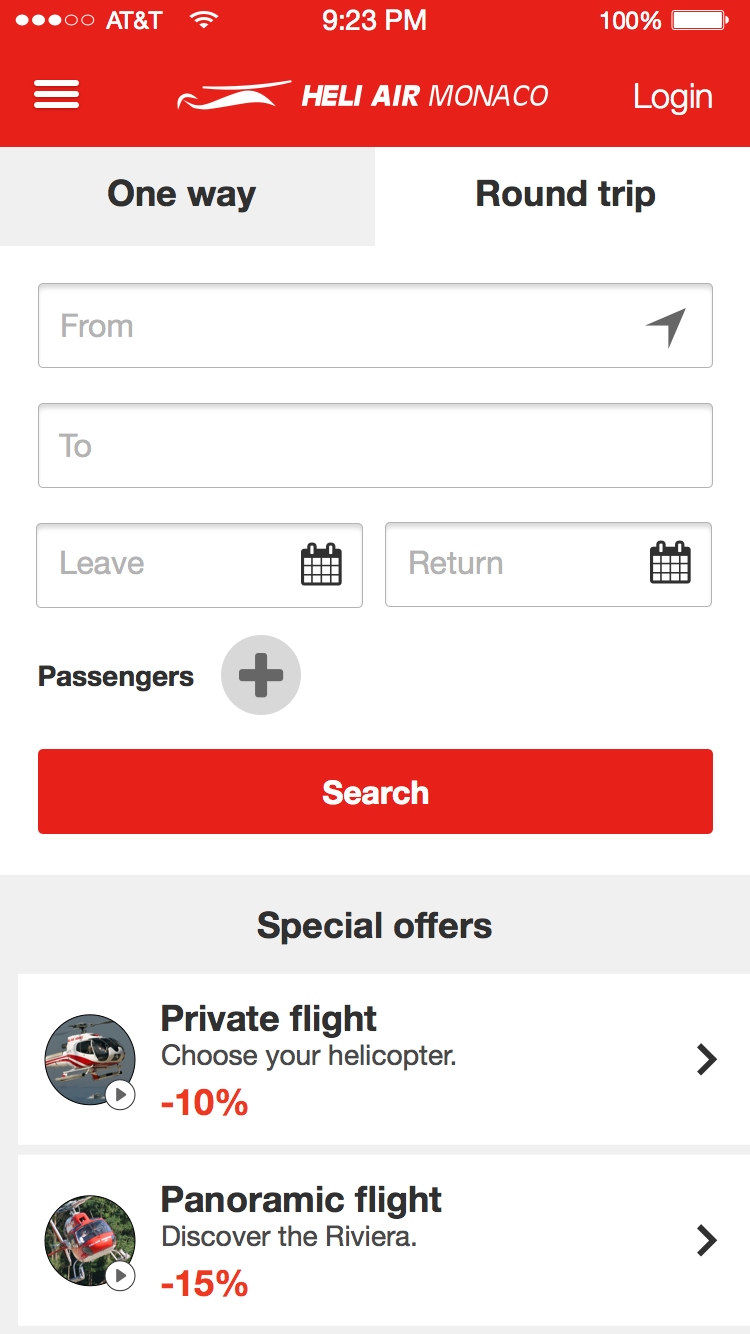 AT&T 9:23 PM 100%
HELI AIR MONACO Login
One way Round trip
From
To
Leave Return
Passengers
Search
Special offers
Private flight
Choose your helicopter.
-10%
Panoramic flight
Discover the Riviera.
-15%